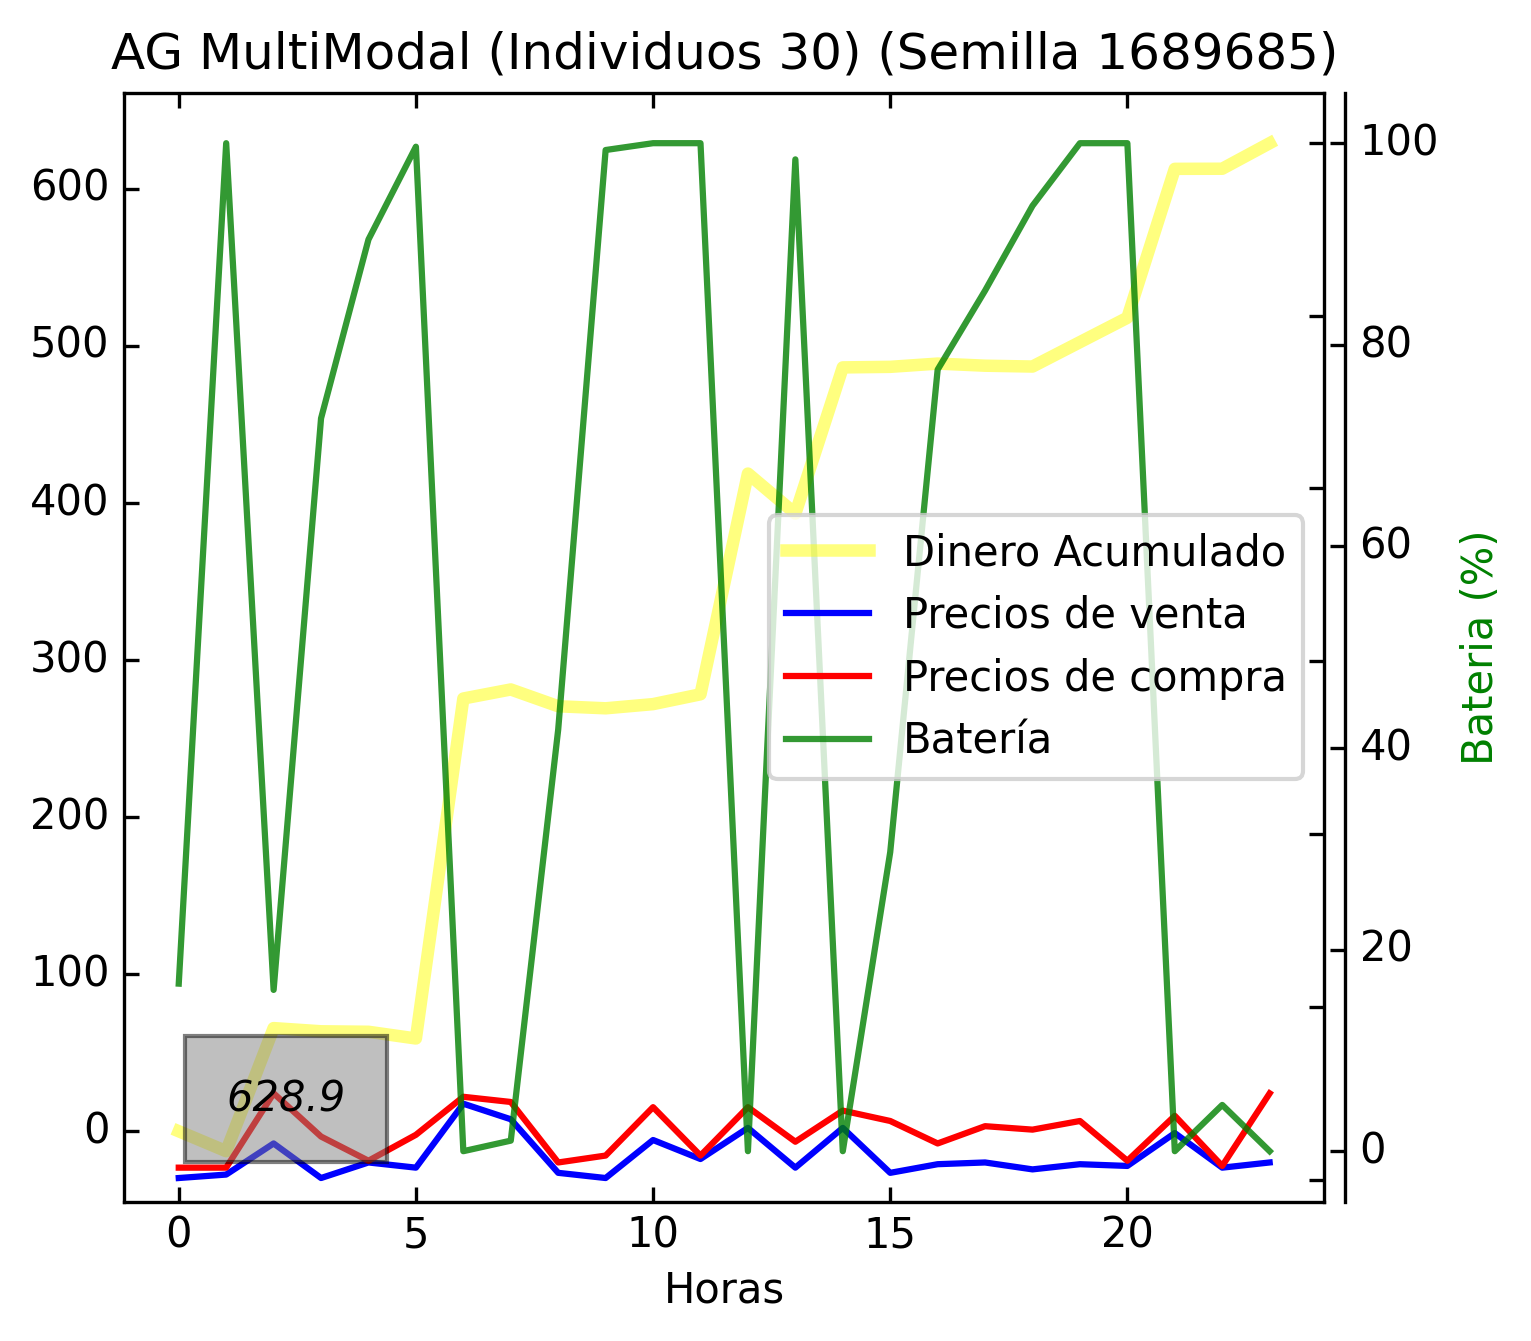 AG MultiModal (Individuos 30) (Semilla 1689685)
600
500
400
300
200
100
0
100
80
60
40
20
0
Bateria (%)
Dinero Acumulado
Precios de venta
Precios de compra
Batería
628.9
0 5 10 15 20
Horas